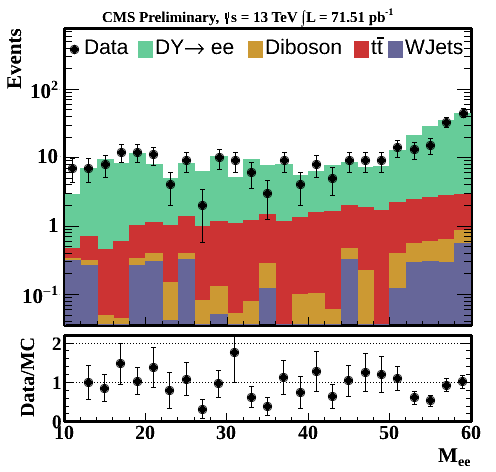 CMS Preliminary, √s = 13 TeV ∫L = 71.51 pb⁻¹
Events
Data DY→ ee Diboson tt̄ WJets
10²
10
1
10⁻¹
Data/MC
2
1
0
10 20 30 40 50 60
Mee